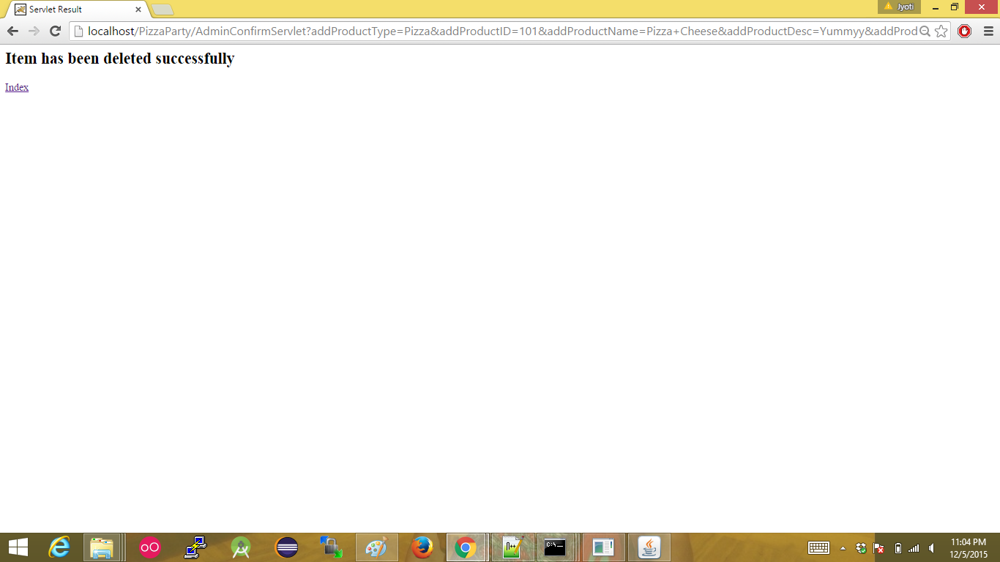 Servlet Result
Jyoti
localhost/PizzaParty/AdminConfirmServlet?addProductType=Pizza&addProductID=101&addProductName=Pizza+Cheese&addProductDesc=Yummyy&addProd
Item has been deleted successfully
Index
C:\_
11:04 PM
12/5/2015